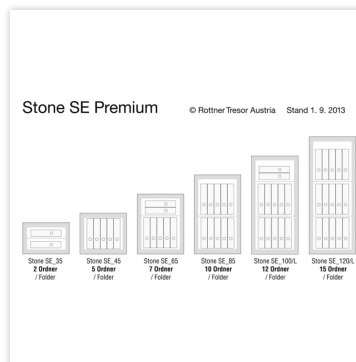 Stone SE Premium © Rottner Tresor Austria Stand 1. 9. 2013
Stone SE_35 Stone SE_45 Stone SE_65 Stone SE_85 Stone SE_100/L Stone SE_120/L
2 Ordner 5 Ordner 7 Ordner 10 Ordner 12 Ordner 15 Ordner
/ Folder / Folder / Folder / Folder / Folder / Folder